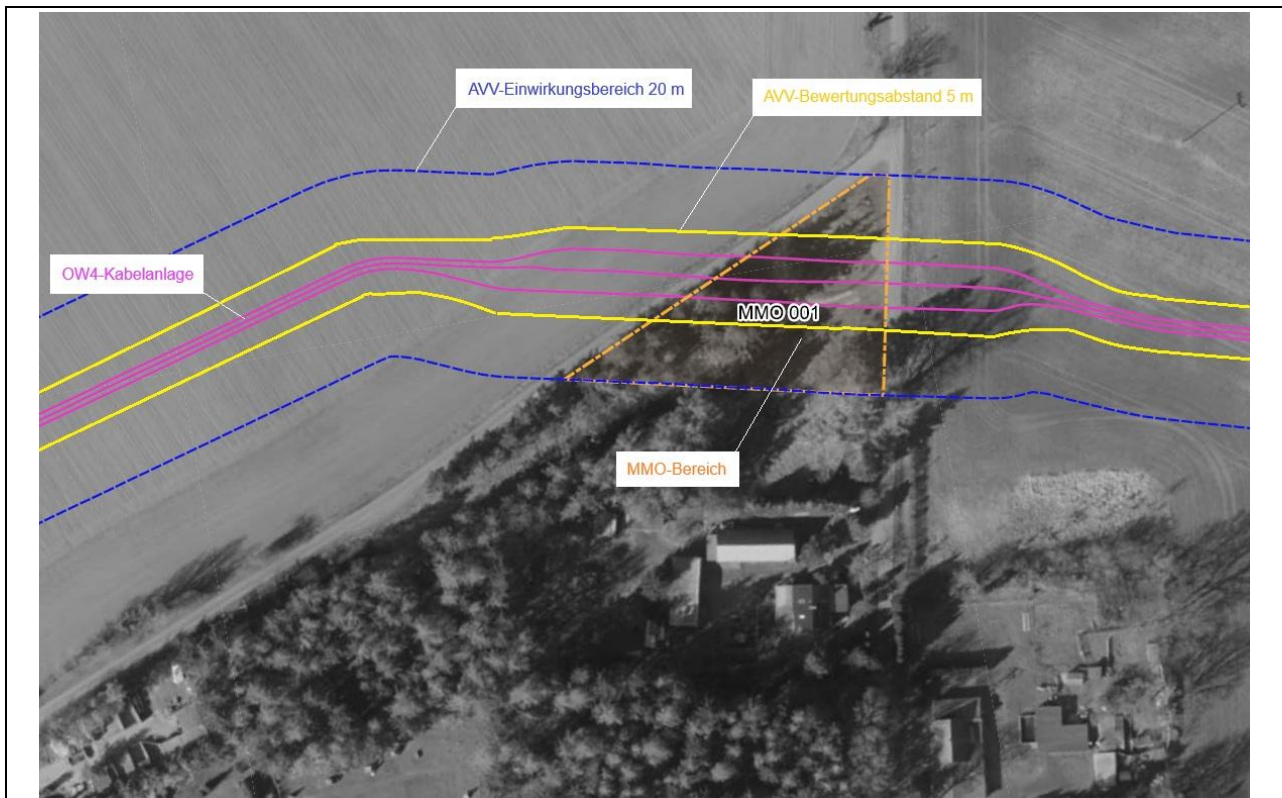 AVV-Einwirkungsbereich 20 m
AVV-Bewertungsabstand 5 m
OW4-Kabelanlage
MMO 001
MMO-Bereich